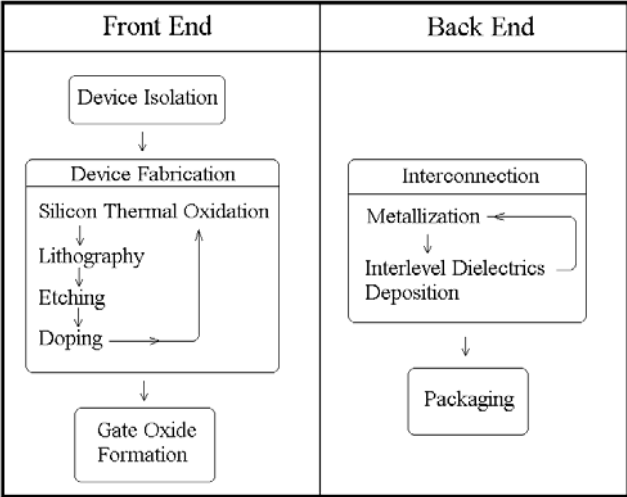 Front End
Device Isolation
Device Fabrication
Silicon Thermal Oxidation
Lithography
Etching
Doping
Gate Oxide
Formation
Back End
Interconnection
Metallization
Interlevel Dielectrics
Deposition
Packaging